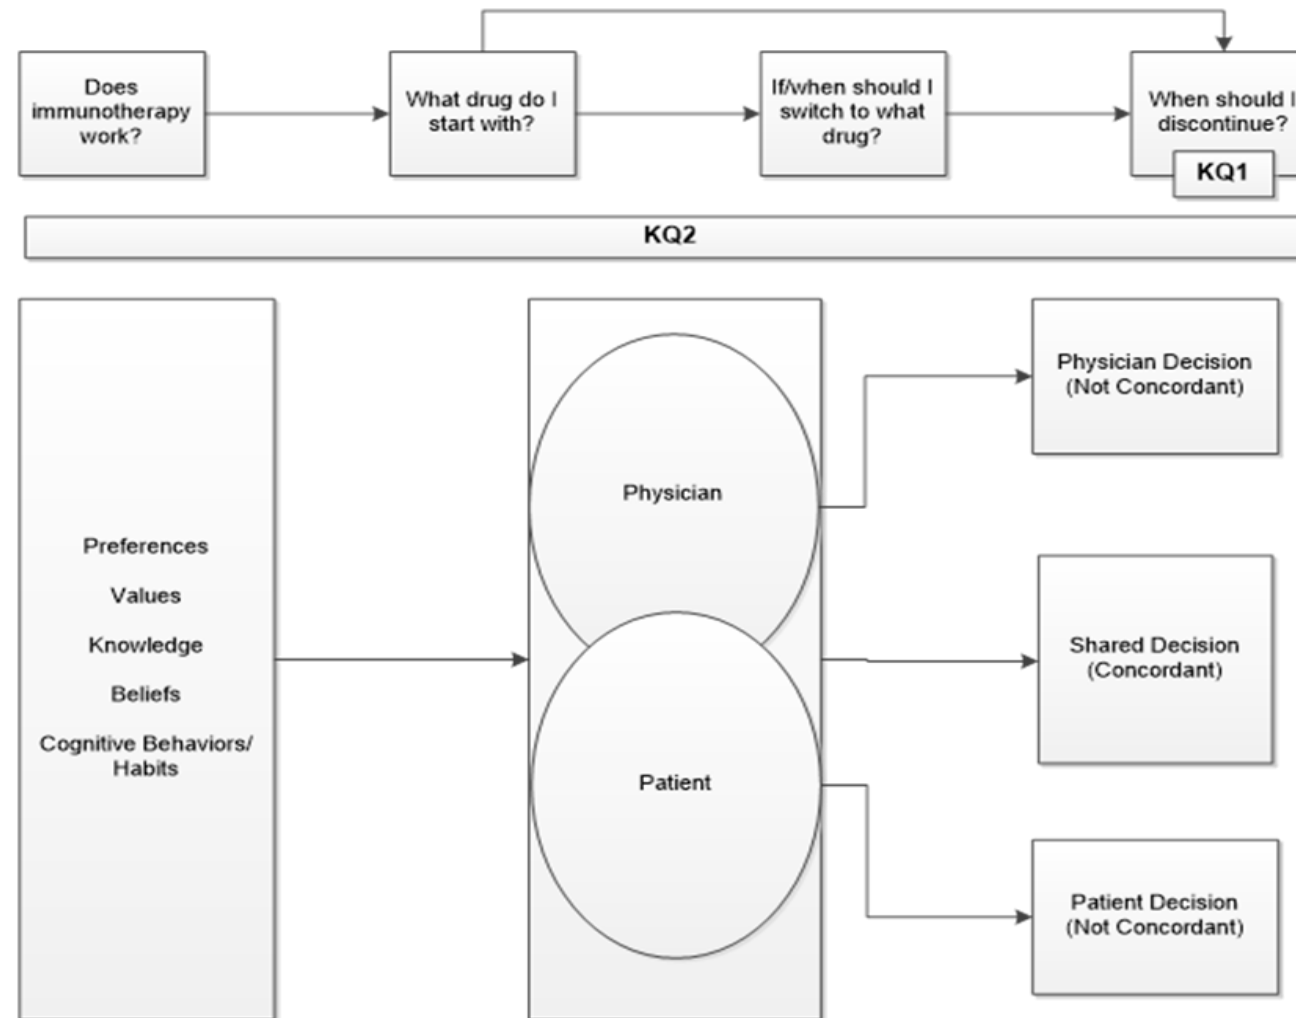 Does
immunotherapy
work?
What drug do I
start with?
If/when should I
switch to what
drug?
When should I
discontinue?
KQ1
KQ2
Preferences
Values
Knowledge
Beliefs
Cognitive Behaviors/
Habits
Physician
Patient
Physician Decision
(Not Concordant)
Shared Decision
(Concordant)
Patient Decision
(Not Concordant)